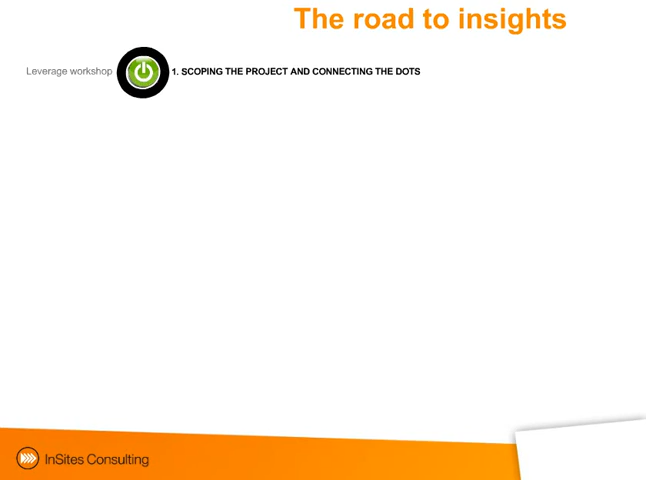 The road to insights
Leverage workshop
1. SCOPING THE PROJECT AND CONNECTING THE DOTS
InSites Consulting